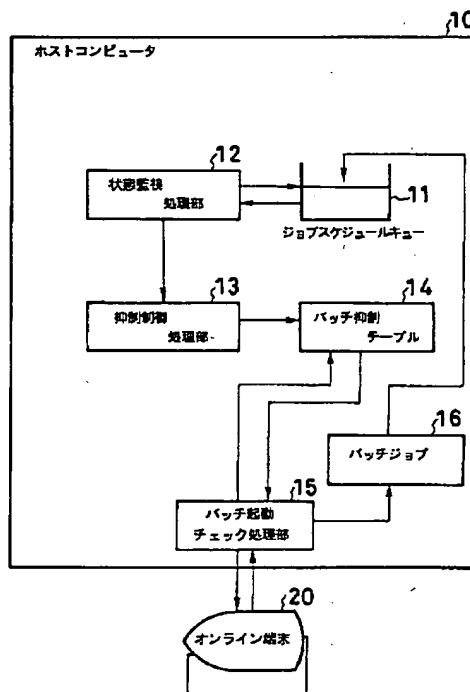 10
ホストコンピュータ
12
状態監視
処理部
11
ジョブスケジュールキュー
13
抑制制御
処理部
14
バッチ抑制
テーブル
16
バッチジョブ
15
バッチ起動
チェック処理部
20
オンライン端末